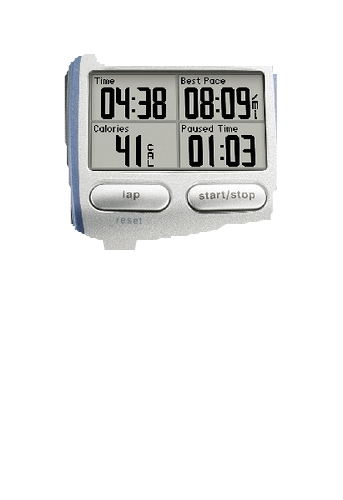 Time Best Pace
04:38 08:09/mi
Calories Paused Time
41 CAL 01:03
lap start/stop
reset